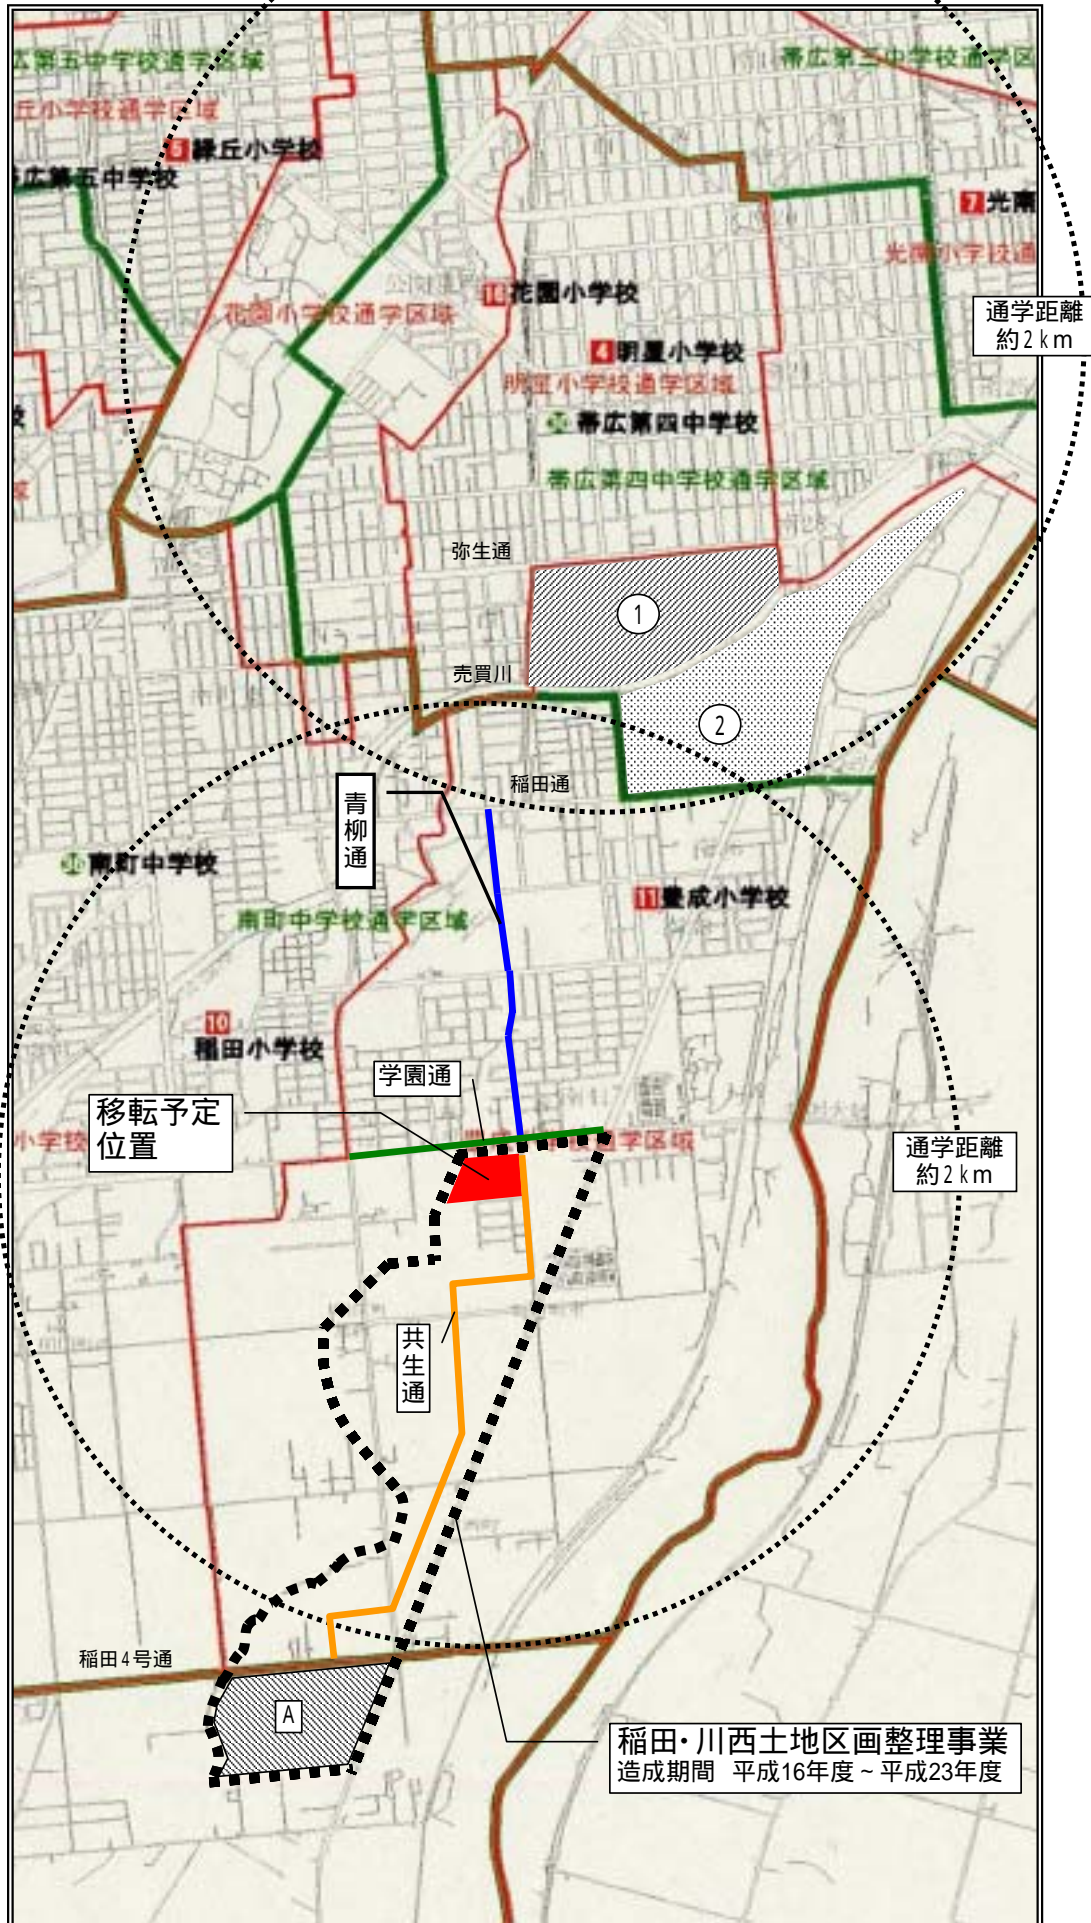 広第五中学校通学区域
帯広第三中学校通学区
丘小学校通学区域
5 緑丘小学校
広第五中学校
7 光南
光南小学校通
16 花園小学校
花園小学校通学区域
通学距離
約2km
4 明星小学校
明星小学校通学区域
帯広第四中学校
帯広第四中学校通学区域
弥生通
1
売買川
2
稲田通
青柳通
南町中学校
11 豊成小学校
南町中学校通学区域
10
稲田小学校
学園通
移転予定
位置
小学校
学区域
通学距離
約2km
共生通
稲田4号通
A
稲田・川西土地区画整理事業
造成期間 平成16年度~平成23年度